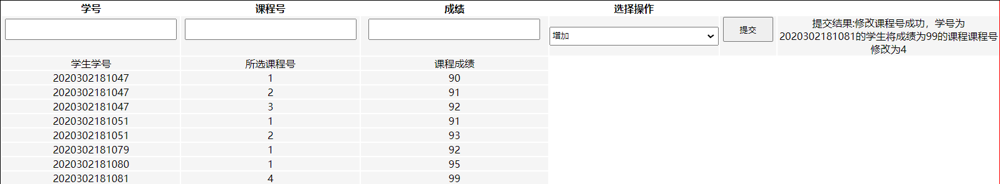 学号 课程号 成绩 选择操作
增加 提交 提交结果:修改课程号成功，学号为
2020302181081的学生将成绩为99的课程课程号
修改为4
学生学号 所选课程号 课程成绩
2020302181047 1 90
2020302181047 2 91
2020302181047 3 92
2020302181051 1 91
2020302181051 2 93
2020302181079 1 92
2020302181080 1 95
2020302181081 4 99